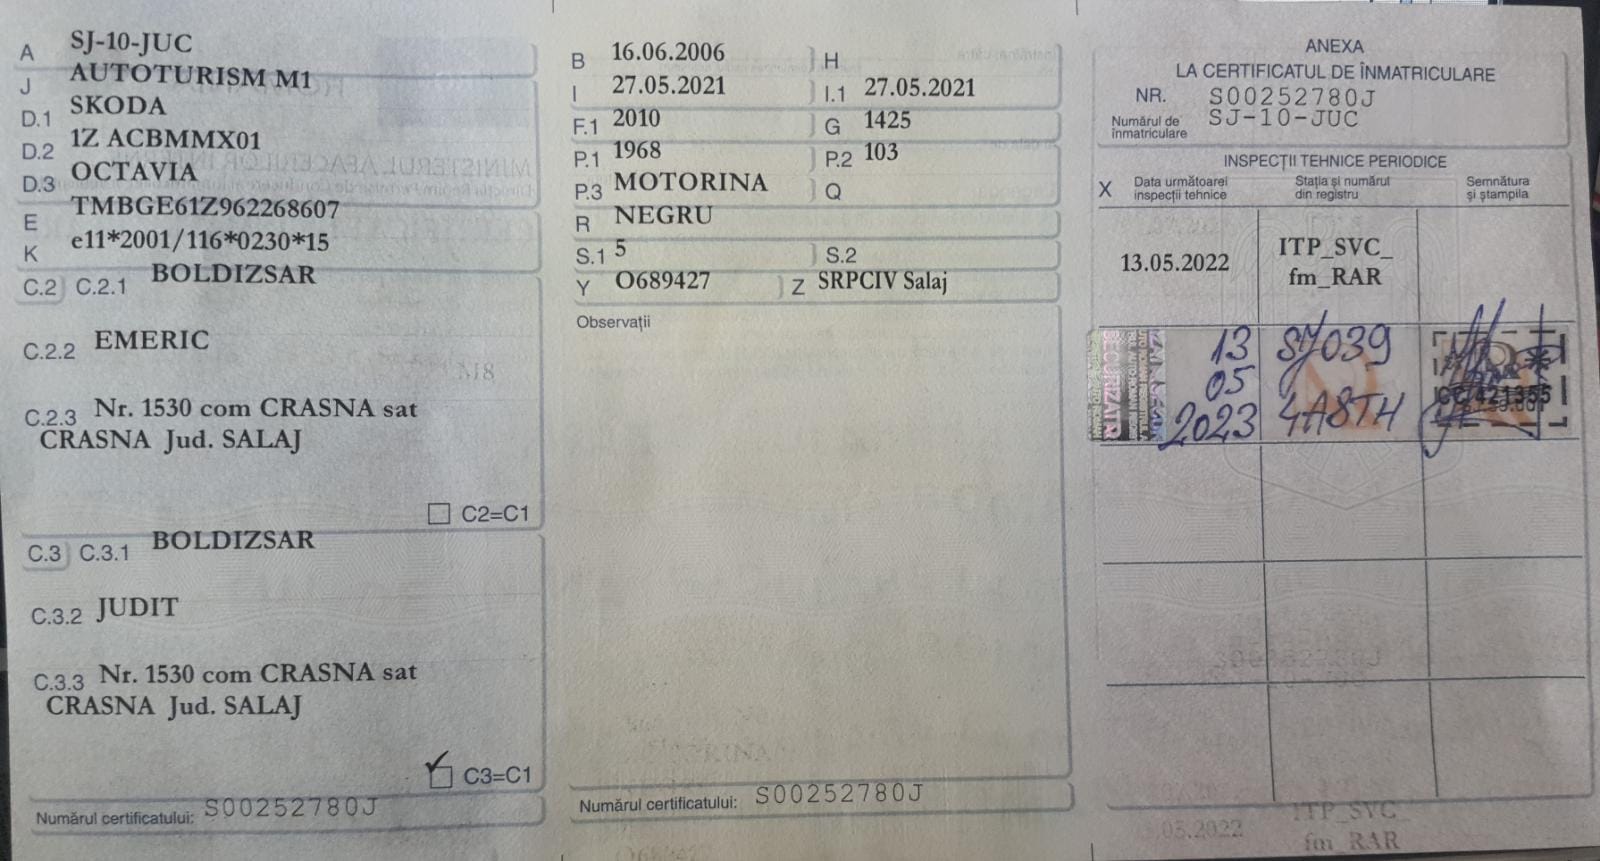 A SJ-10-JUC
J AUTOTURISM M1
D.1 SKODA
D.2 1Z ACBMMX01
D.3 OCTAVIA
E TMBGE61Z962268607
K e11*2001/116*0230*15
C.2 C.2.1 BOLDIZSAR
C.2.2 EMERIC
C.2.3 Nr. 1530 com CRASNA sat
CRASNA Jud. SALAJ
C2=C1
C.3 C.3.1 BOLDIZSAR
C.3.2 JUDIT
C.3.3 Nr. 1530 com CRASNA sat
CRASNA Jud. SALAJ
C3=C1
Numărul certificatului: S00252780J
B 16.06.2006 H
I 27.05.2021 I.1 27.05.2021
F.1 2010 G 1425
P.1 1968 P.2 103
P.3 MOTORINA Q
R NEGRU
S.1 5 S.2
Y O689427 Z SRPCIV Salaj
Observații
Numărul certificatului: S00252780J
ANEXA
LA CERTIFICATUL DE ÎNMATRICULARE
NR. S00252780J
Numărul de
înmatriculare SJ-10-JUC
INSPECȚII TEHNICE PERIODICE
X Data următoarei
inspecții tehnice
Stația și numărul
din registru
Semnătura
și ștampila
13.05.2022
ITP_SVC_
fm_RAR
13
05
2023
SJ039
4A8TH
CC/421355